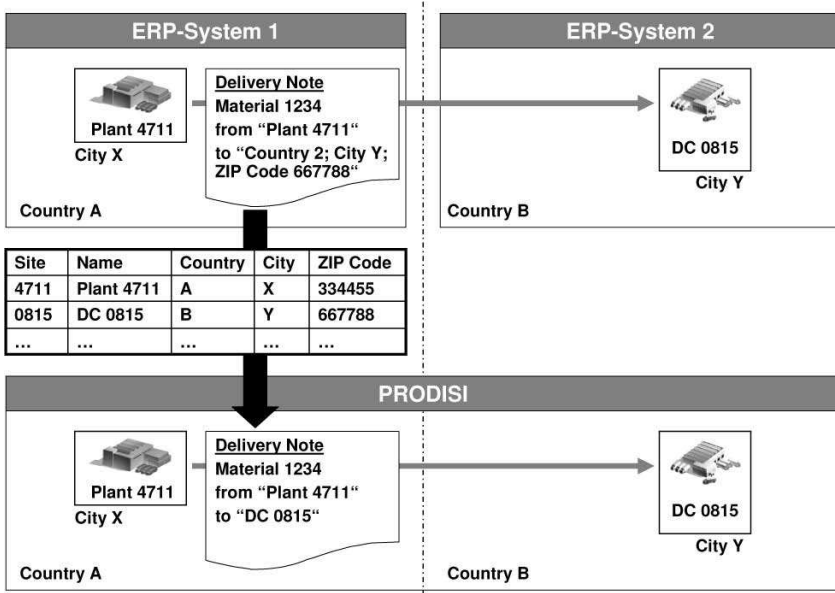 ERP-System 1
ERP-System 2
Plant 4711
City X
Delivery Note
Material 1234
from “Plant 4711“
to “Country 2; City Y;
ZIP Code 667788“
DC 0815
City Y
Country A
Country B
Site Name Country City ZIP Code
4711 Plant 4711 A X 334455
0815 DC 0815 B Y 667788
... ... ... ... ...
PRODISI
Plant 4711
City X
Delivery Note
Material 1234
from “Plant 4711“
to “DC 0815“
DC 0815
City Y
Country A
Country B